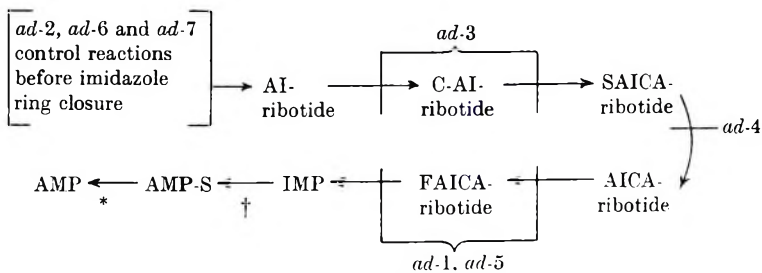 ad-2, ad-6 and ad-7
control reactions
before imidazole
ring closure
AI-
ribotide
ad-3
C-AI-
ribotide
SAICA-
ribotide
ad-4
AMP
*
AMP-S
†
IMP
FAICA-
ribotide
AICA-
ribotide
ad-1, ad-5